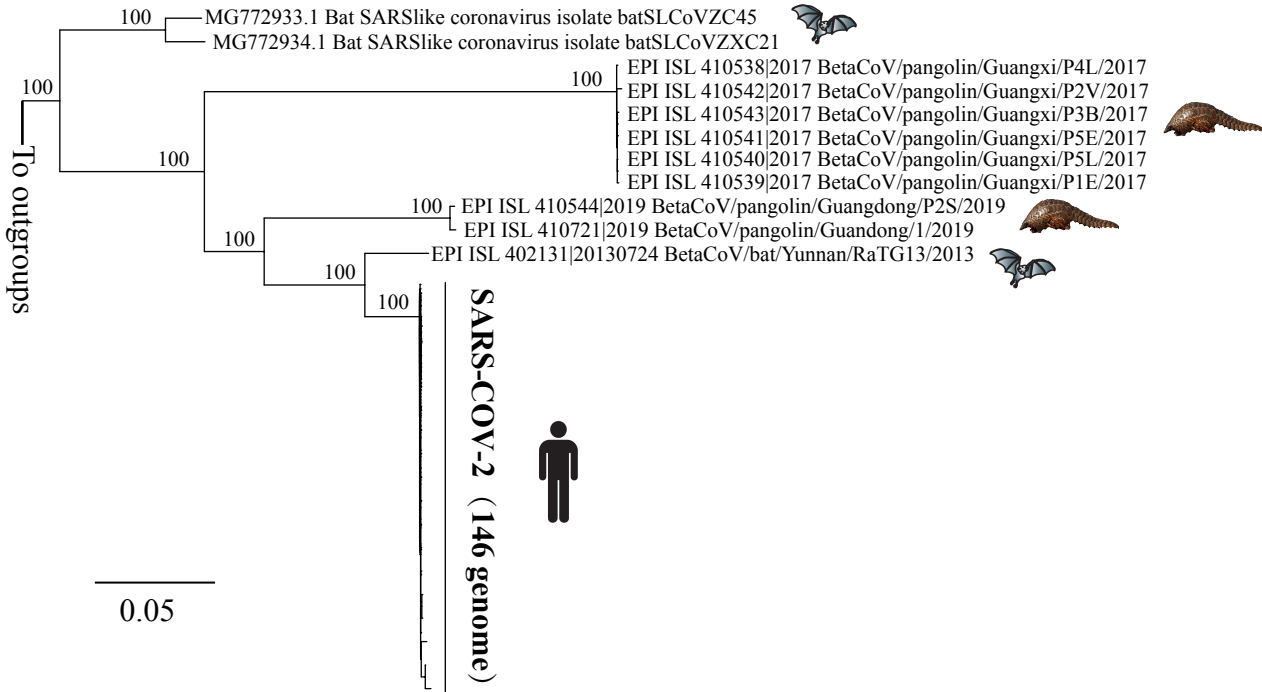 100
MG772933.1 Bat SARSlike coronavirus isolate batSLCoVZC45
MG772934.1 Bat SARSlike coronavirus isolate batSLCoVZXC21
100
100
EPI ISL 410538|2017 BetaCoV/pangolin/Guangxi/P4L/2017
EPI ISL 410542|2017 BetaCoV/pangolin/Guangxi/P2V/2017
EPI ISL 410543|2017 BetaCoV/pangolin/Guangxi/P3B/2017
EPI ISL 410541|2017 BetaCoV/pangolin/Guangxi/P5E/2017
EPI ISL 410540|2017 BetaCoV/pangolin/Guangxi/P5L/2017
EPI ISL 410539|2017 BetaCoV/pangolin/Guangxi/P1E/2017
To outgroups
100
100
EPI ISL 410544|2019 BetaCoV/pangolin/Guangdong/P2S/2019
EPI ISL 410721|2019 BetaCoV/pangolin/Guandong/1/2019
100
100
EPI ISL 402131|20130724 BetaCoV/bat/Yunnan/RaTG13/2013
100
SARS-COV-2 (146 genome)
0.05